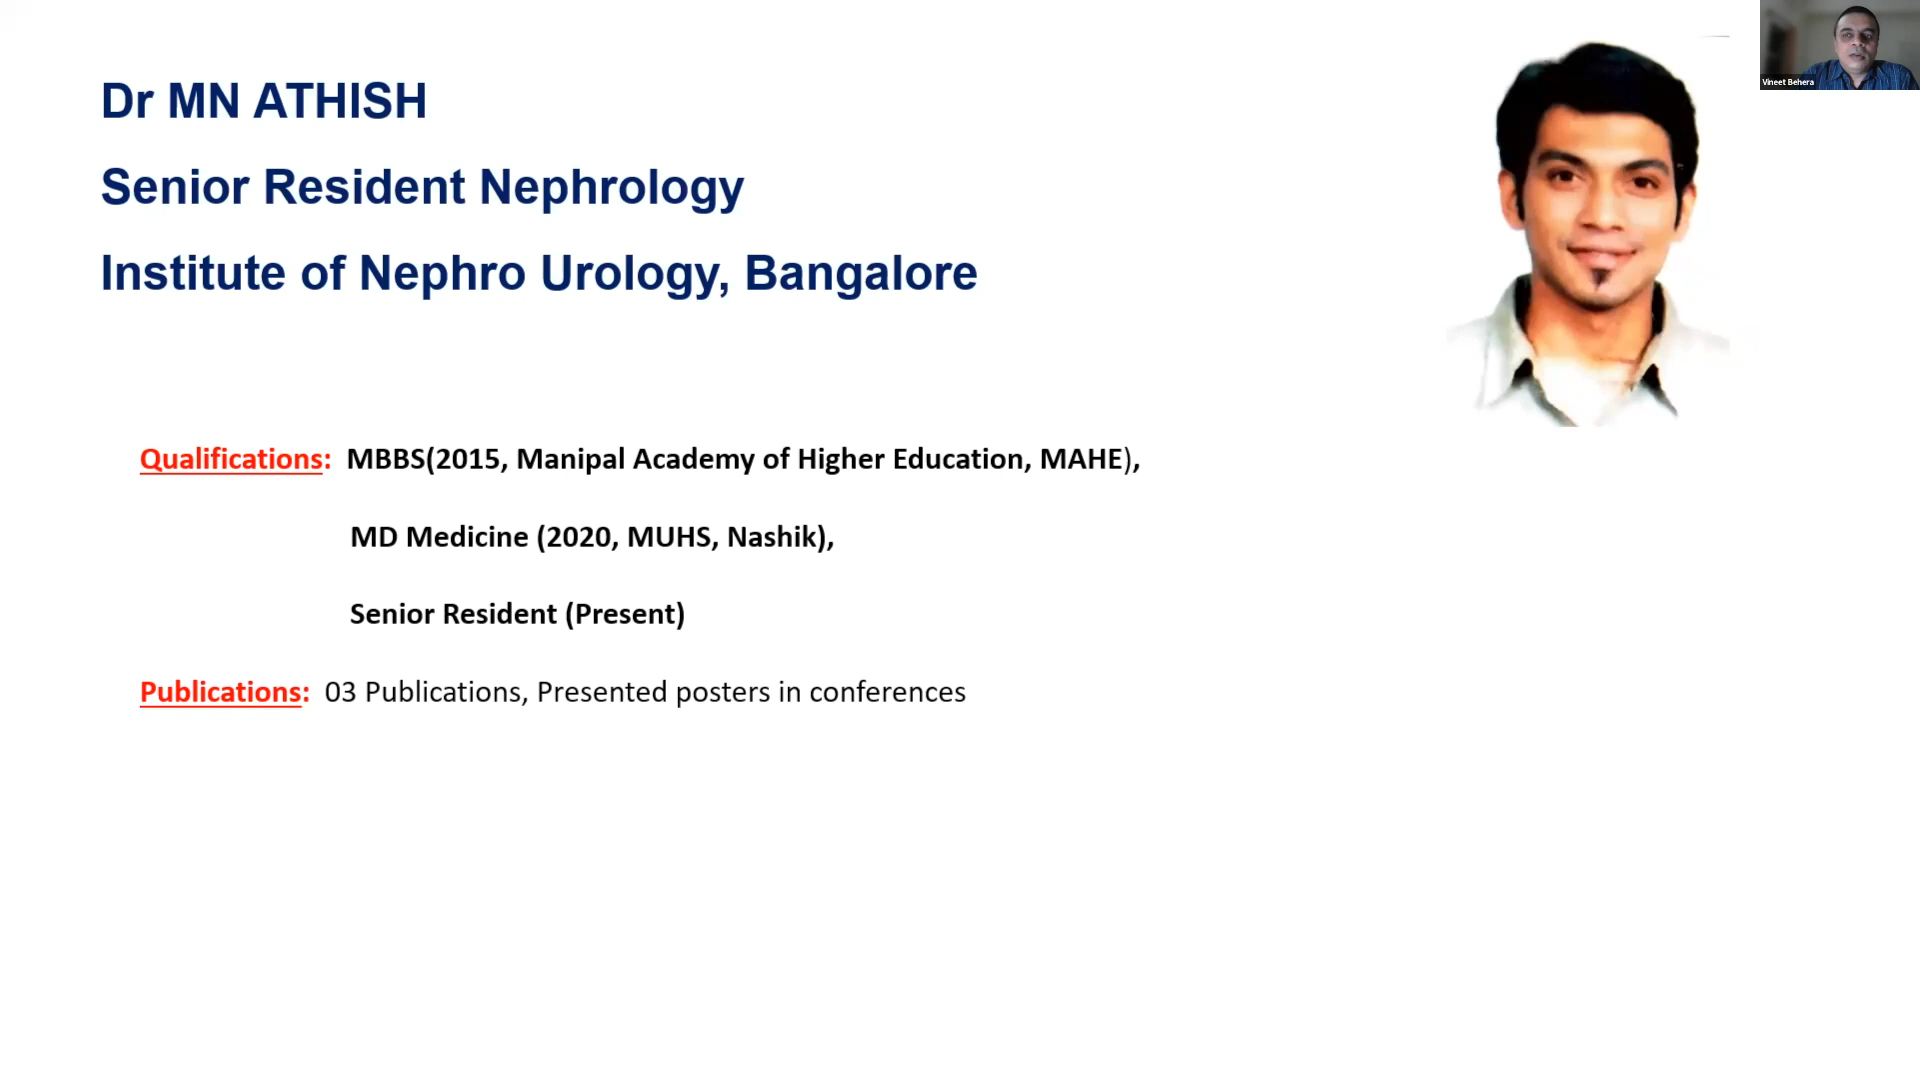 Dr MN ATHISH
Senior Resident Nephrology
Institute of Nephro Urology, Bangalore
Qualifications: MBBS(2015, Manipal Academy of Higher Education, MAHE),
MD Medicine (2020, MUHS, Nashik),
Senior Resident (Present)
Publications: 03 Publications, Presented posters in conferences
Vineet Behera